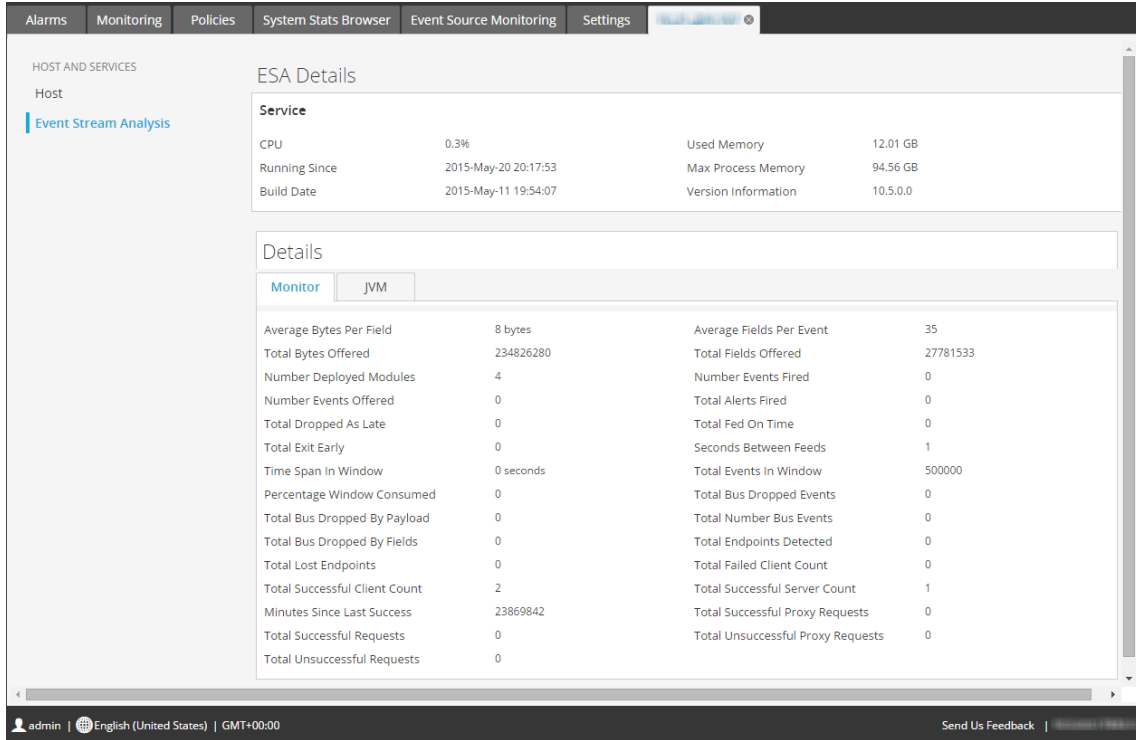 Alarms Monitoring Policies System Stats Browser Event Source Monitoring Settings
HOST AND SERVICES
Host
Event Stream Analysis
ESA Details
Service
CPU 0.3% Used Memory 12.01 GB
Running Since 2015-May-20 20:17:53 Max Process Memory 94.56 GB
Build Date 2015-May-11 19:54:07 Version Information 10.5.0.0
Details
Monitor JVM
Average Bytes Per Field 8 bytes Average Fields Per Event 35
Total Bytes Offered 234826280 Total Fields Offered 27781533
Number Deployed Modules 4 Number Events Fired 0
Number Events Offered 0 Total Alerts Fired 0
Total Dropped As Late 0 Total Fed On Time 0
Total Exit Early 0 Seconds Between Feeds 1
Time Span In Window 0 seconds Total Events In Window 500000
Percentage Window Consumed 0 Total Bus Dropped Events 0
Total Bus Dropped By Payload 0 Total Number Bus Events 0
Total Bus Dropped By Fields 0 Total Endpoints Detected 0
Total Lost Endpoints 0 Total Failed Client Count 0
Total Successful Client Count 2 Total Successful Server Count 1
Minutes Since Last Success 23869842 Total Successful Proxy Requests 0
Total Successful Requests 0 Total Unsuccessful Proxy Requests 0
Total Unsuccessful Requests 0
admin | English (United States) | GMT+00:00 Send Us Feedback |